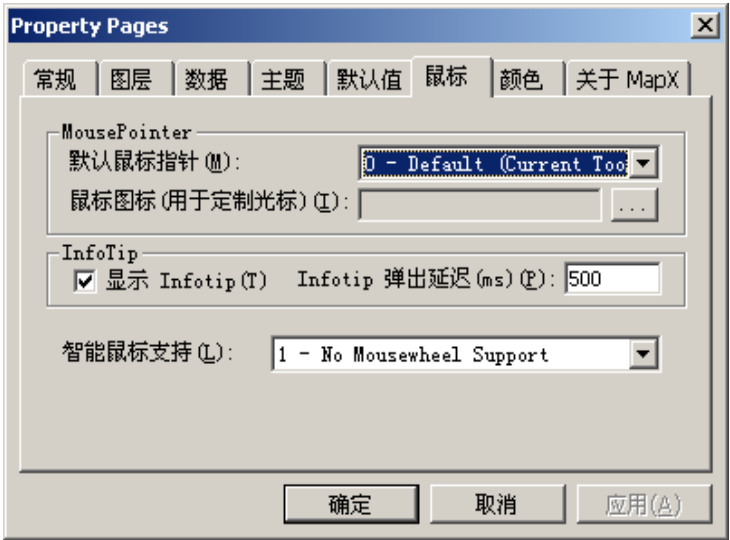 Property Pages
常规 图层 数据 主题 默认值 鼠标 颜色 关于 MapX
MousePointer
默认鼠标指针(M): 0 - Default (Current Too
鼠标图标(用于定制光标)(I): ...
InfoTip
显示 Infotip(T) Infotip 弹出延迟(ms)(P): 500
智能鼠标支持(L): 1 - No Mousewheel Support
确定 取消 应用(A)